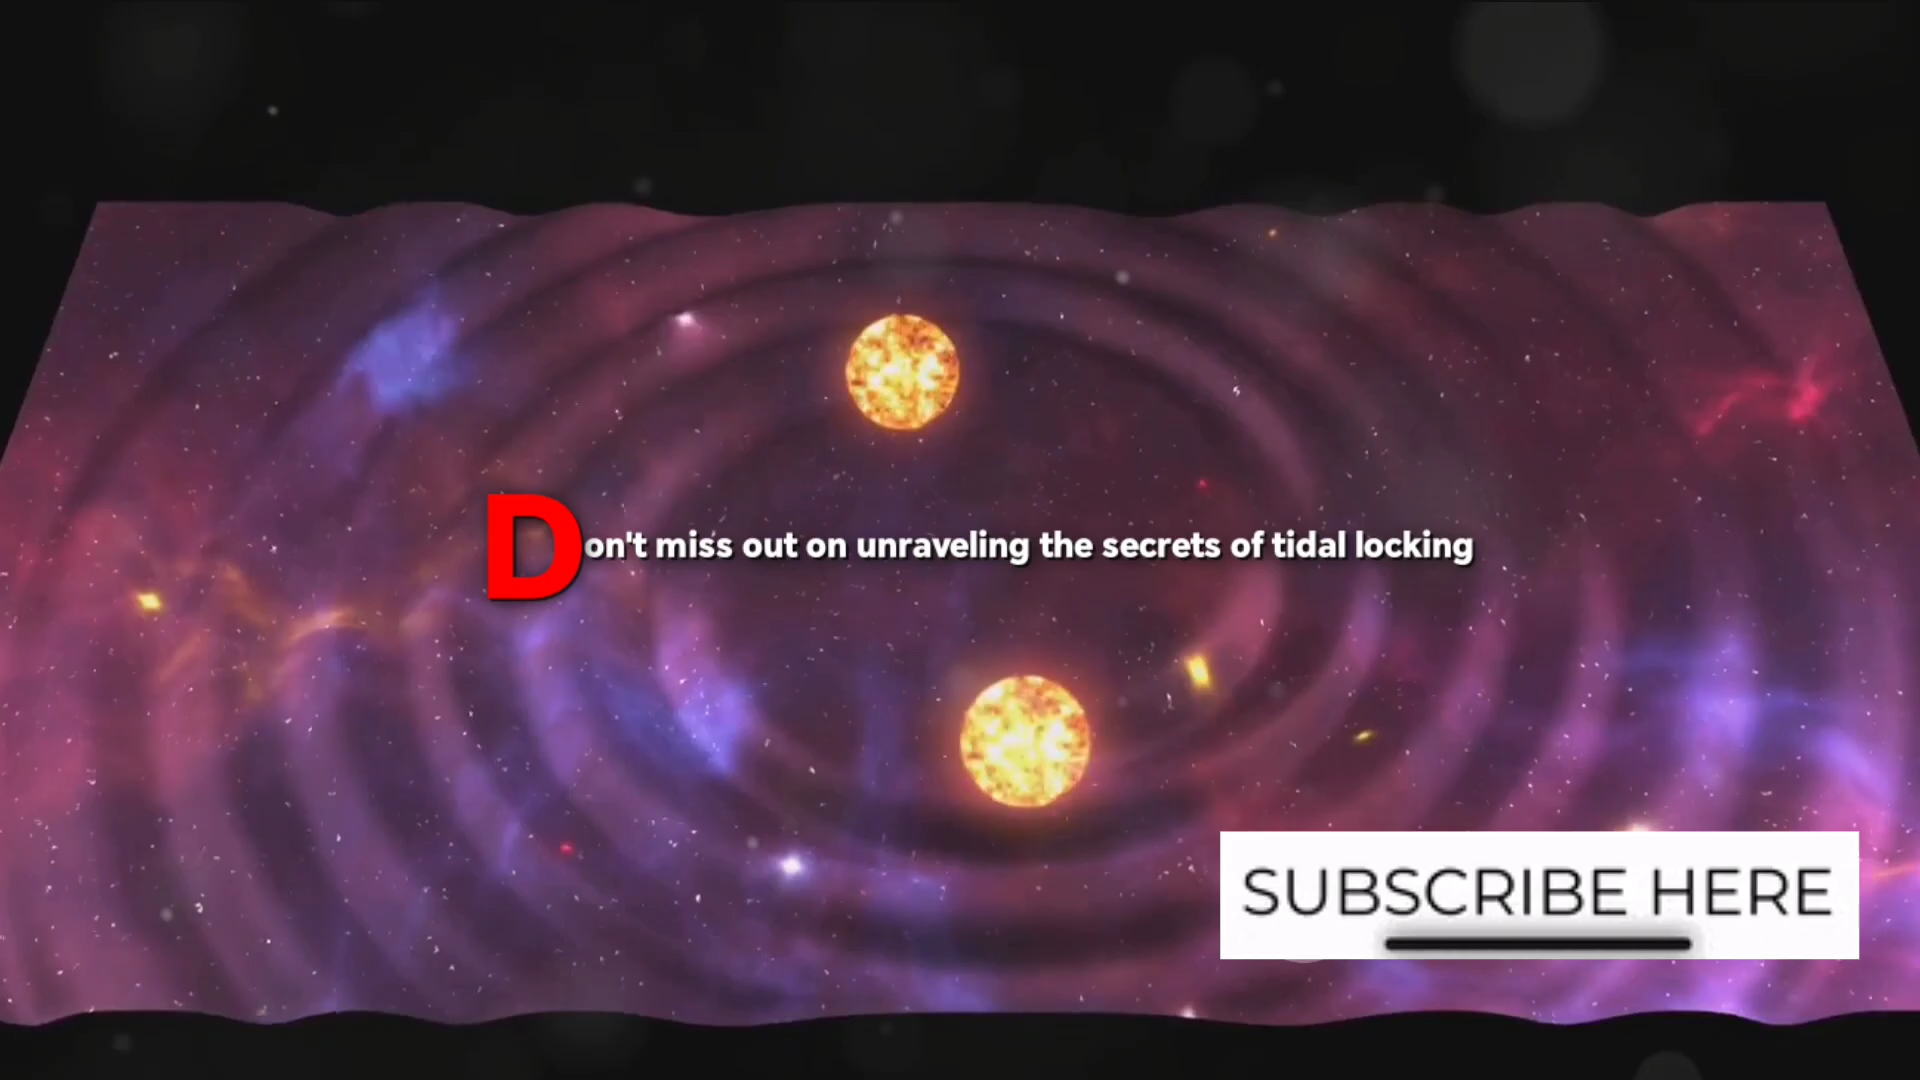 Don't miss out on unraveling the secrets of tidal locking
SUBSCRIBE HERE